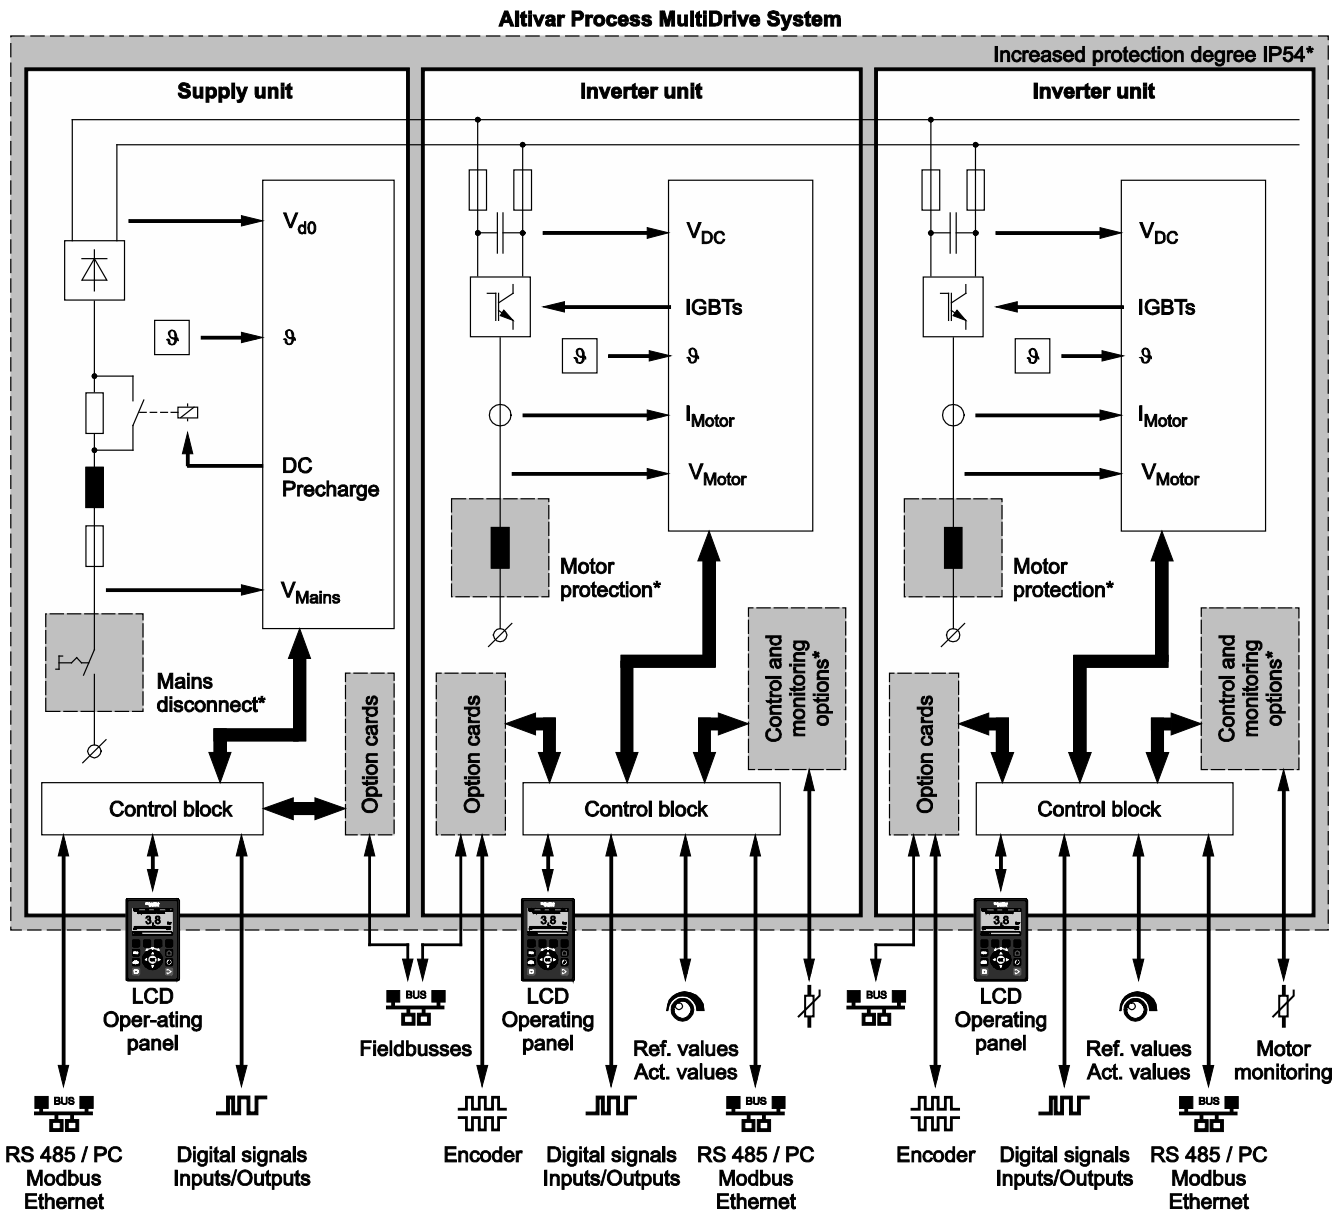 Altivar Process MultiDrive System
Increased protection degree IP54*
Supply unit
Inverter unit
Inverter unit
Vd0
ϑ
ϑ
DC
Precharge
VMains
Mains
disconnect*
Option cards
Control block
VDC
IGBTs
ϑ
ϑ
IMotor
VMotor
Motor
protection*
Control and
monitoring
options*
Option cards
Control block
VDC
IGBTs
ϑ
ϑ
IMotor
VMotor
Motor
protection*
Control and
monitoring
options*
Option cards
Control block
3,8
3,8
3,8
LCD
Oper-ating
panel
BUS
Fieldbusses
LCD
Operating
panel
Ref. values
Act. values
BUS
LCD
Operating
panel
Ref. values
Act. values
Motor
monitoring
BUS
RS 485 / PC
Modbus
Ethernet
Digital signals
Inputs/Outputs
Encoder
Digital signals
Inputs/Outputs
BUS
RS 485 / PC
Modbus
Ethernet
Encoder
Digital signals
Inputs/Outputs
BUS
RS 485 / PC
Modbus
Ethernet